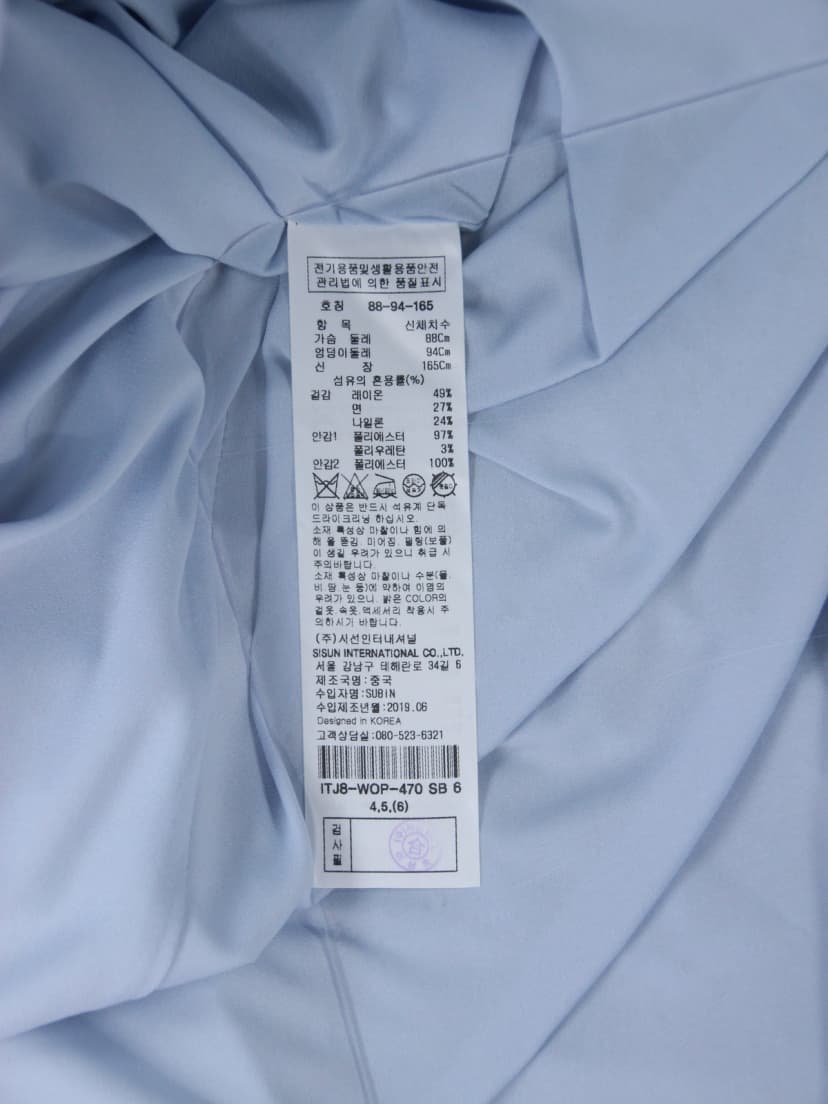 전기용품및생활용품안전
관리법에 의한 품질표시
호칭 88-94-165
항 목 신체치수
가슴 둘레 88Cm
엉덩이둘레 94Cm
신 장 165Cm
섬유의 혼용률(%)
겉감 레이온 49%
면 27%
나일론 24%
안감1 폴리에스터 97%
폴리우레탄 3%
안감2 폴리에스터 100%
이 상품은 반드시 석유계 단독
드라이크리닝 하십시오.
소재 특성상 마찰이나 힘에 의
해 올 뜯김. 미어짐. 필링(보풀)
이 생길 우려가 있으니 취급 시
주의바랍니다.
소재 특성상 마찰이나 수분(물.
비.땀.눈 등)에 약하여 이염의
우려가 있으니. 밝은 COLOR의
겉옷.속옷.액세서리 착용시 주
의하시기 바랍니다.
(주)시선인터내셔널
SISUN INTERNATIONAL CO.,LTD.
서울 강남구 테헤란로 34길 6
제조국명:중국
수입자명:SUBIN
수입제조년월:2019.06
Designed in KOREA
고객상담실:080-523-6321
ITJ8-WOP-470 SB 6
4,5,(6)
검사필